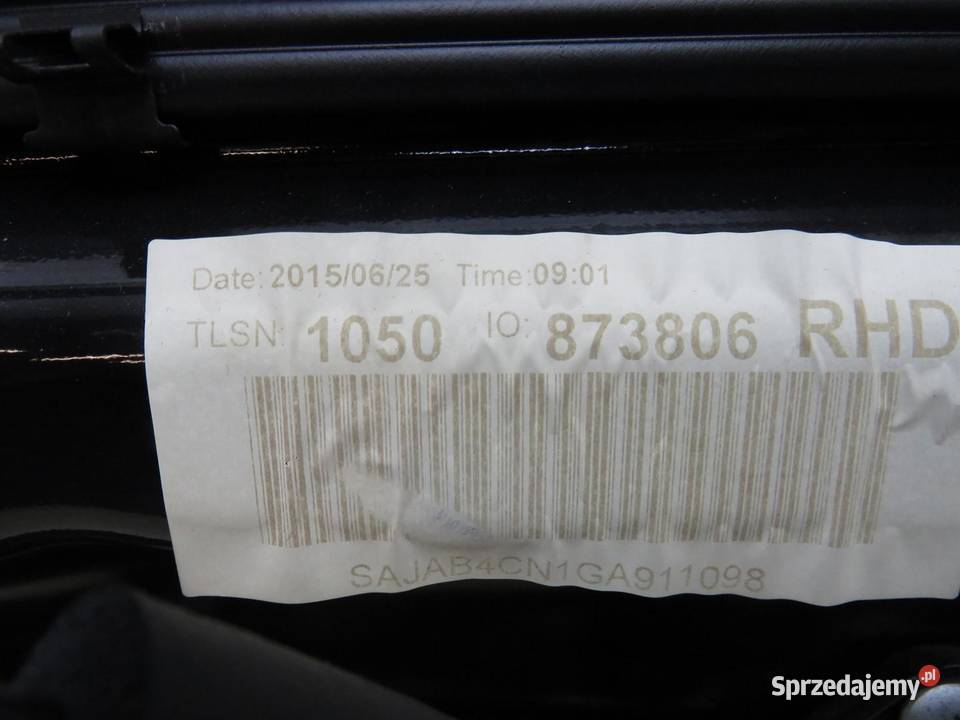 Date: 2015/06/25 Time: 09:01
TLSN: 1050 IO: 873806 RHD
SAJAB4CN1GA911098
Sprzedajemy.pl